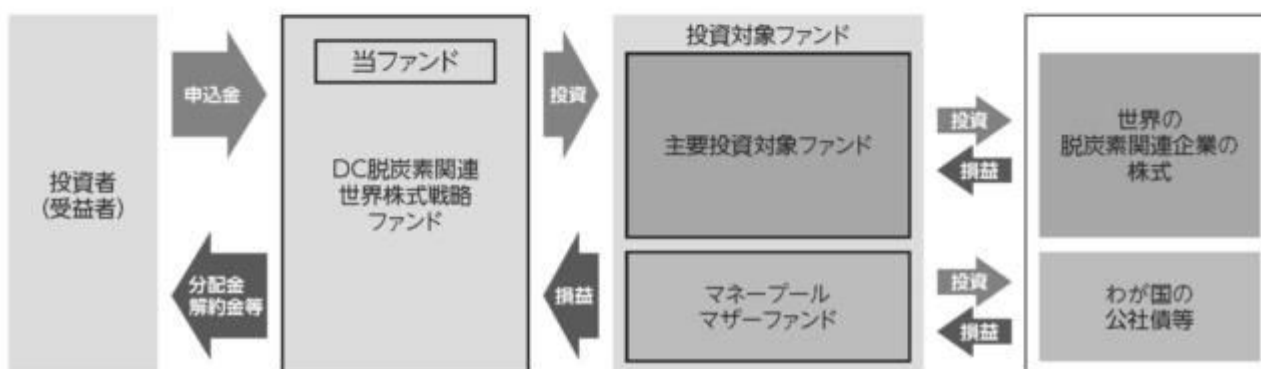 投資者
(受益者)
申込金
分配金
解約金等
当ファンド
DC脱炭素関連
世界株式戦略
ファンド
投資
損益
投資対象ファンド
主要投資対象ファンド
マネープール
マザーファンド
投資
損益
投資
損益
世界の
脱炭素関連企業の
株式
わが国の
公社債等